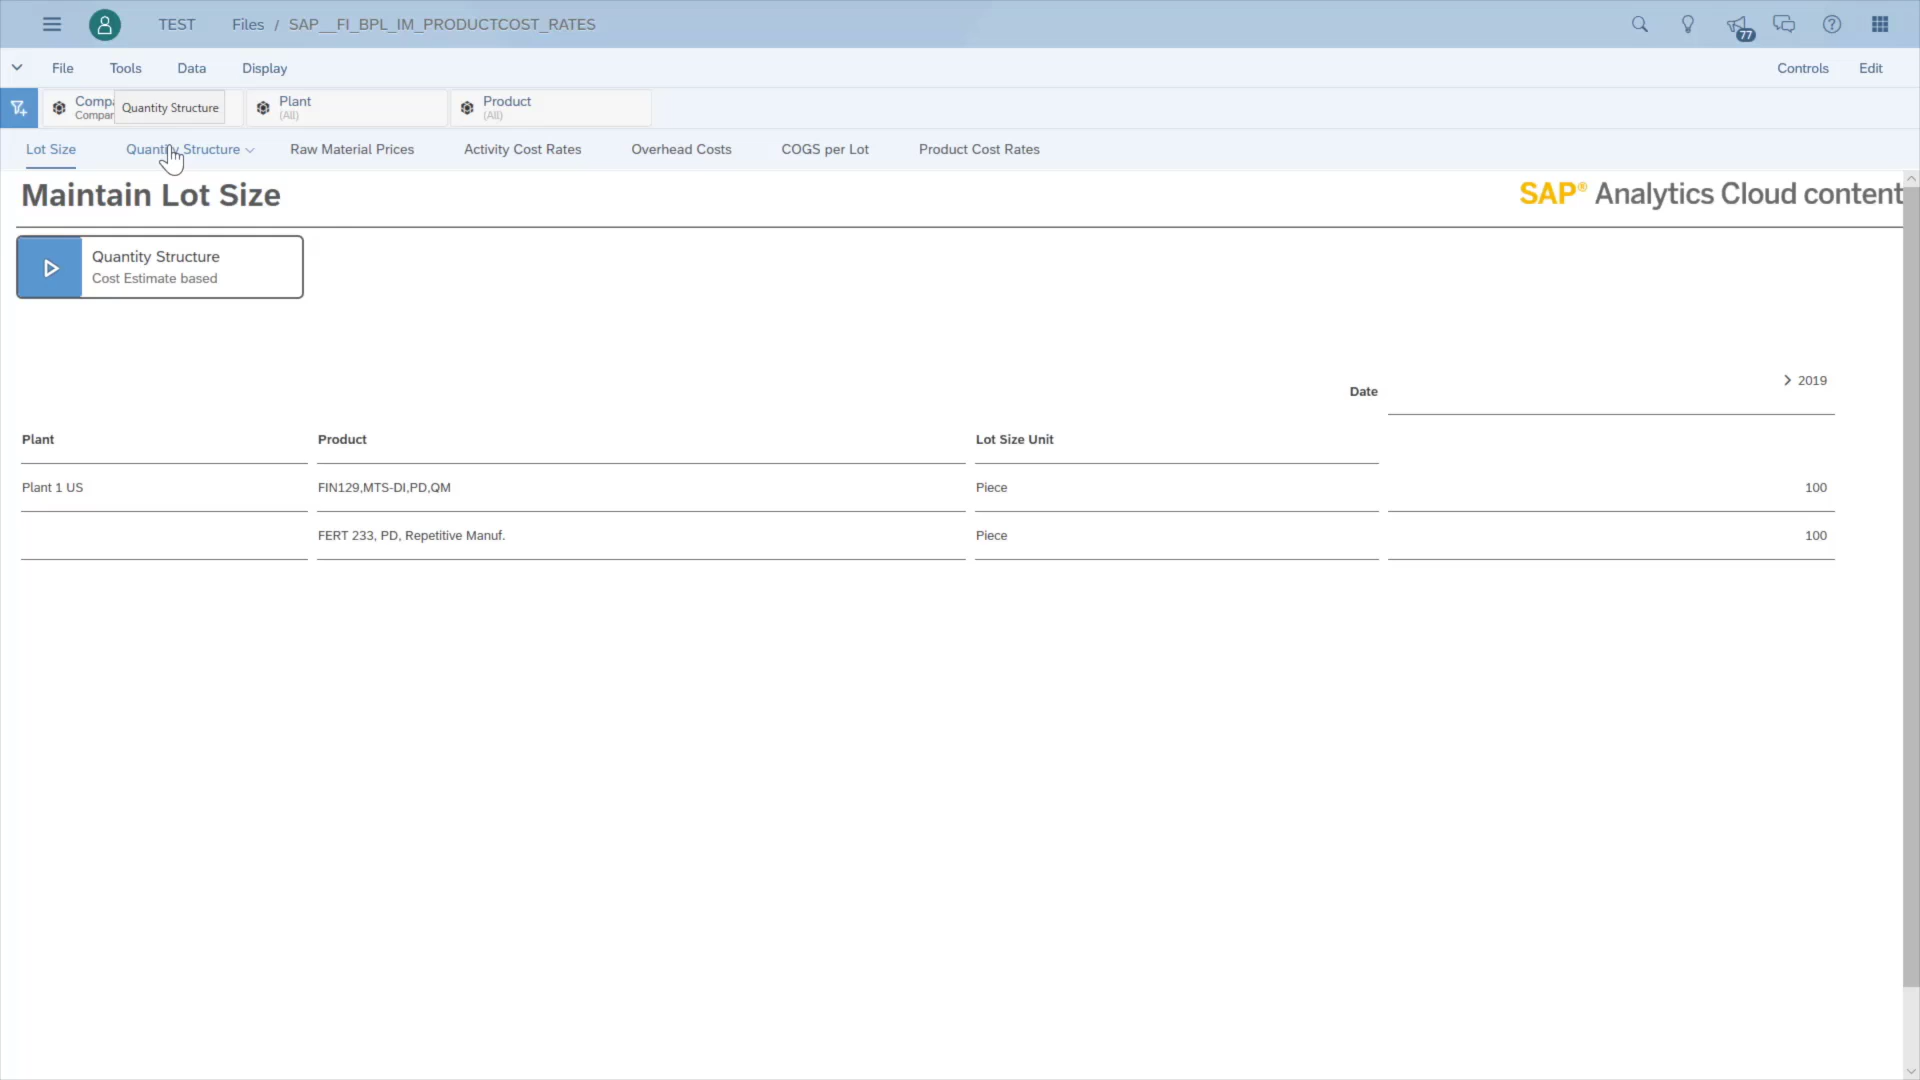 TEST Files / SAP__FI_BPL_IM_PRODUCTCOST_RATES 77
File Tools Data Display Controls Edit
Quantity Structure Plant Product
(All) (All)
Lot Size Quantity Structure Raw Material Prices Activity Cost Rates Overhead Costs COGS per Lot Product Cost Rates
Maintain Lot Size SAP® Analytics Cloud content
Quantity Structure
Cost Estimate based
Date 2019
Plant Product Lot Size Unit
Plant 1 US FIN129,MTS-DI,PD,QM Piece 100
FERT 233, PD, Repetitive Manuf. Piece 100